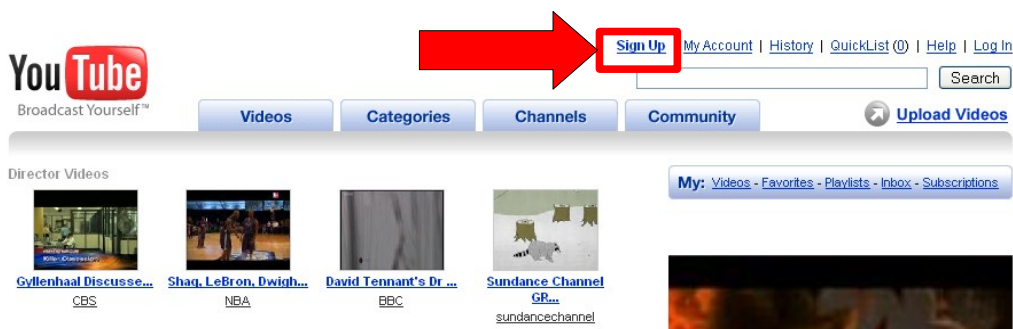 Sign Up | My Account | History | QuickList (0) | Help | Log In
You Tube
Broadcast Yourself™
Search
Videos Categories Channels Community Upload Videos
Director Videos
My: Videos - Favorites - Playlists - Inbox - Subscriptions
Gyllenhaal Discusse... Shaq, LeBron, Dwigh... David Tennant's Dr ... Sundance Channel
GR...
CBS NBA BBC
sundancechannel